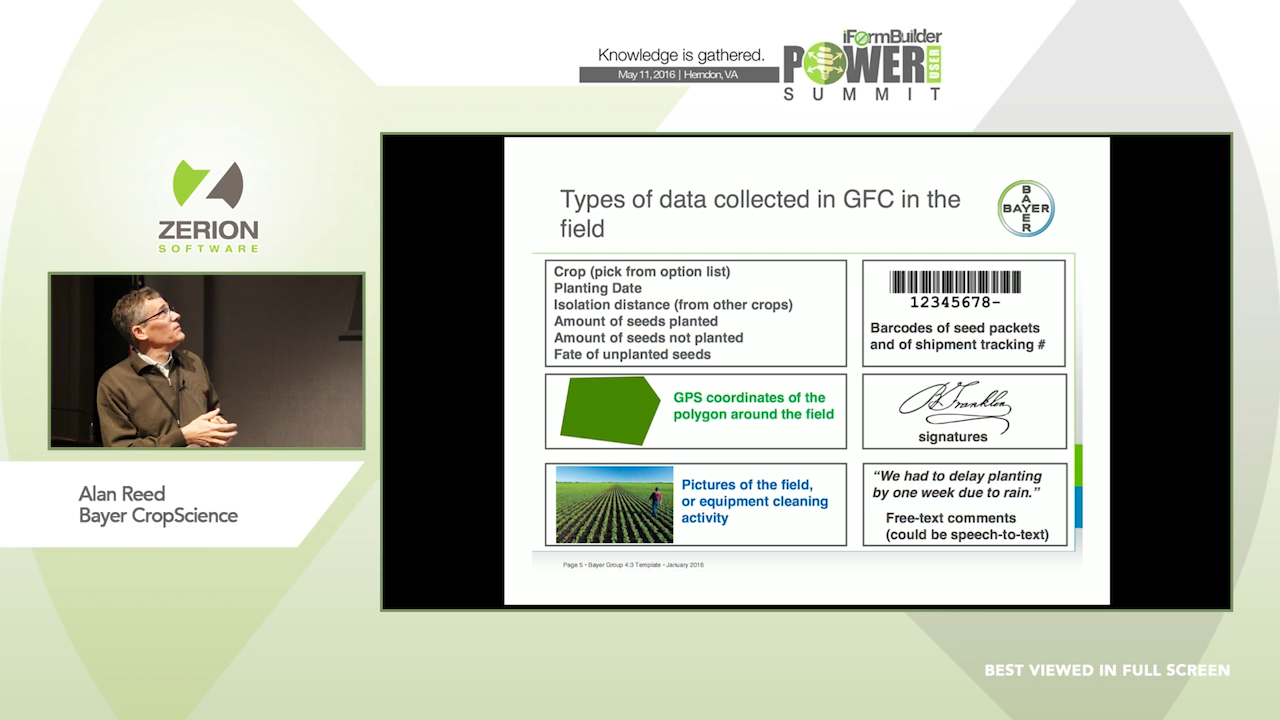 Knowledge is gathered.
May 11, 2016 | Herndon, VA
iFormBuilder
POWER
USER
SUMMIT
ZERION
SOFTWARE
Alan Reed
Bayer CropScience
Types of data collected in GFC in the
field
BAYER
BAYER
Crop (pick from option list)
Planting Date
Isolation distance (from other crops)
Amount of seeds planted
Amount of seeds not planted
Fate of unplanted seeds
12345678-
Barcodes of seed packets
and of shipment tracking #
GPS coordinates of the
polygon around the field
B Franklin
signatures
Pictures of the field,
or equipment cleaning
activity
“We had to delay planting
by one week due to rain.”
Free-text comments
(could be speech-to-text)
Page 5 • Bayer Group 4:3 Template • January 2016
BEST VIEWED IN FULL SCREEN